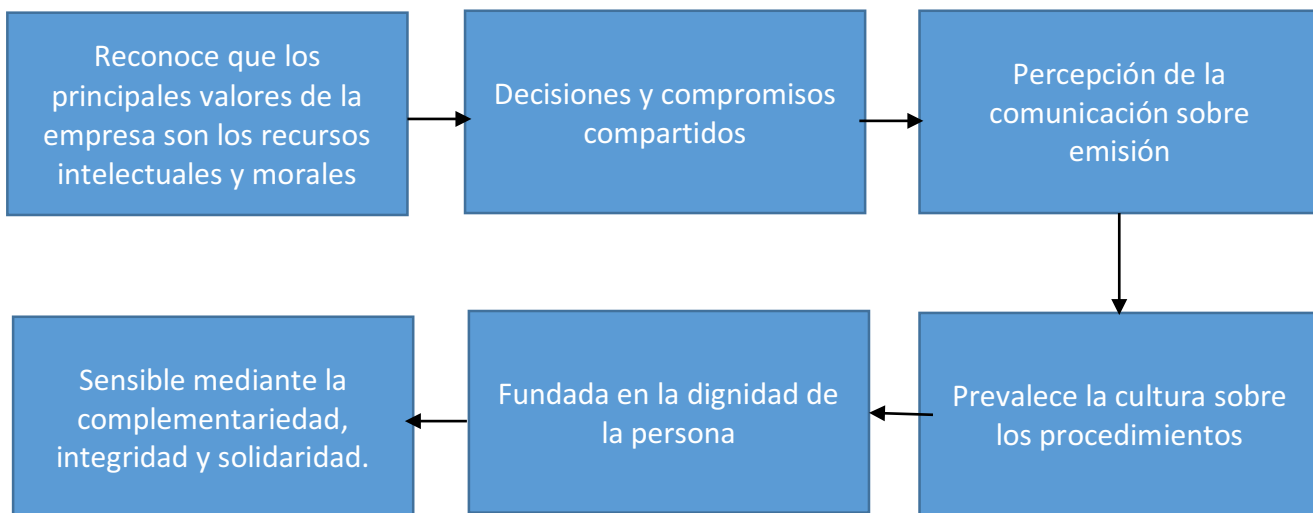 Reconoce que los
principales valores de la
empresa son los recursos
intelectuales y morales
Decisiones y compromisos
compartidos
Percepción de la
comunicación sobre
emisión
Prevalece la cultura sobre
los procedimientos
Fundada en la dignidad de
la persona
Sensible mediante la
complementariedad,
integridad y solidaridad.